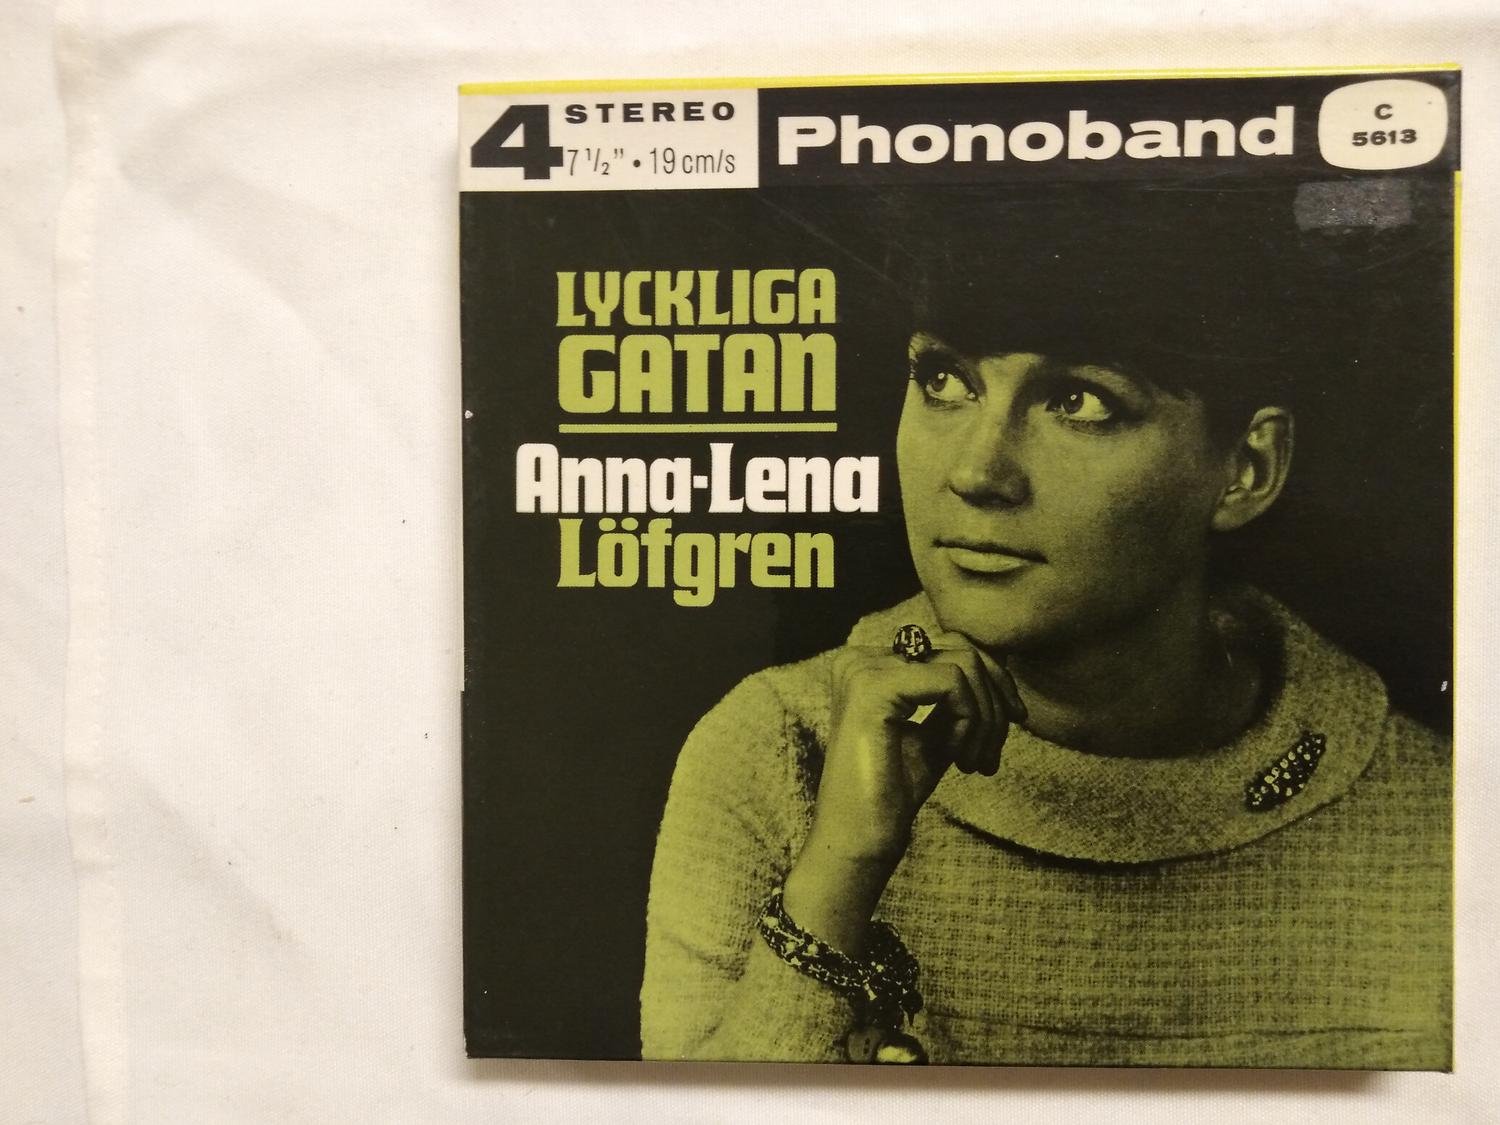 4 STEREO
7 1/2" • 19 cm/s
Phonoband
C
5613
LYCKLIGA
GATAN
Anna-Lena
Löfgren